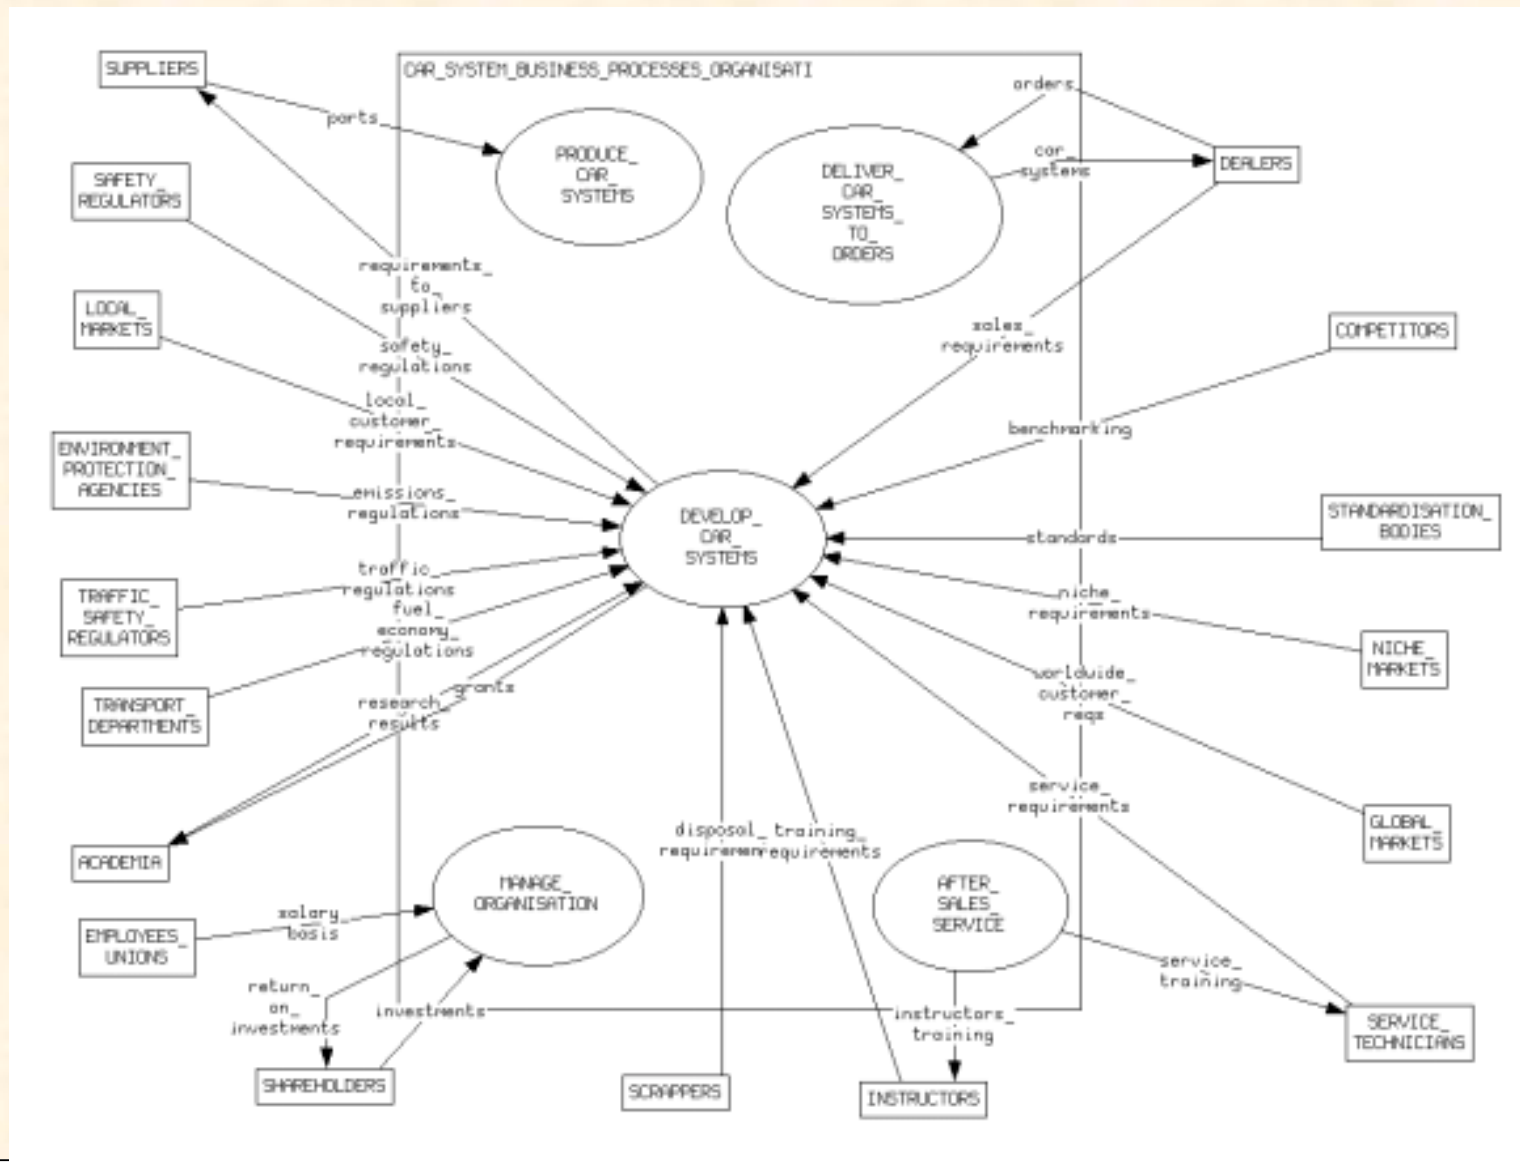 SUPPLIERS
CAR_SYSTEM_BUSINESS_PROCESSES_ORGANISATI
orders
parts
PRODUCE_
CAR_
SYSTEMS
DELIVER_
CAR_
SYSTEMS_
TO_
ORDERS
car_
systems
DEALERS
SAFETY_
REGULATORS
requirements_
to_
suppliers
LOCAL_
MARKETS
safety_
regulations
sales_
requirements
COMPETITORS
local_
customer_
requirements
benchmarking
ENVIRONMENT_
PROTECTION_
AGENCIES
emissions_
regulations
DEVELOP_
CAR_
SYSTEMS
standards
STANDARDISATION_
BODIES
traffic_
regulations
TRAFFIC_
SAFETY_
REGULATORS
fuel_
economy_
regulations
niche_
requirements
NICHE_
MARKETS
TRANSPORT_
DEPARTMENTS
grants
research_
results
worldwide_
customer_
reqs
service_
requirements
GLOBAL_
MARKETS
disposal_
requirements
training_
requirements
ACADEMIA
MANAGE_
ORGANISATION
AFTER_
SALES_
SERVICE
EMPLOYEES_
UNIONS
salary_
basis
service_
training
return_
on_
investments
investments
instructors_
training
SERVICE_
TECHNICIANS
SHAREHOLDERS
SCRAPPERS
INSTRUCTORS